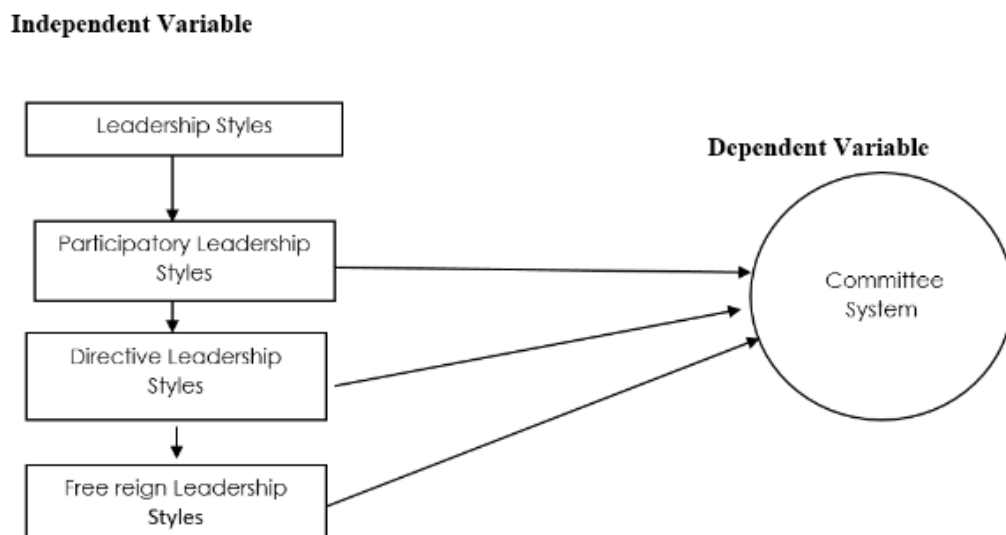 Independent Variable
Leadership Styles
Dependent Variable
Participatory Leadership
Styles
Committee
System
Directive Leadership
Styles
Free reign Leadership
Styles